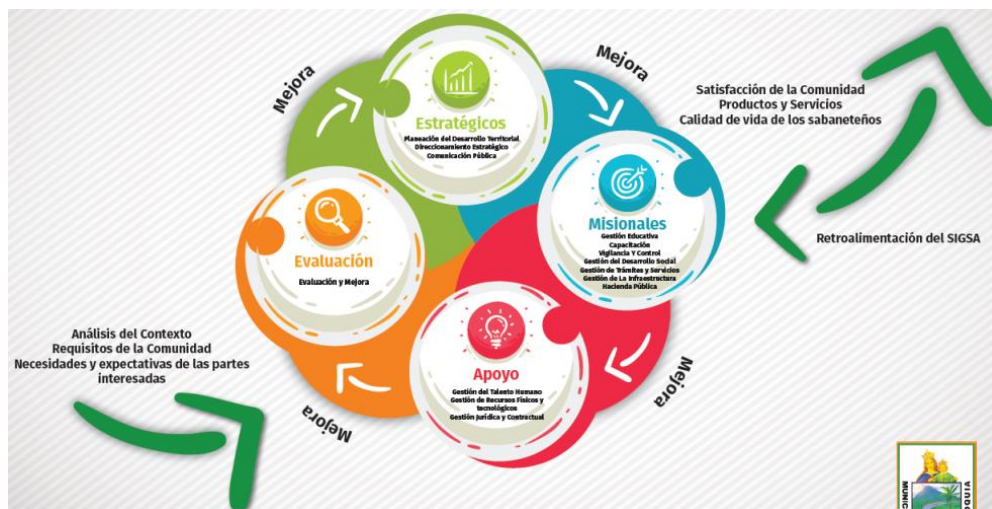 Mejora
Mejora
Estratégicos
Planeación del Desarrollo Territorial
Direccionamiento Estratégico
Comunicación Pública
Satisfacción de la Comunidad
Productos y Servicios
Calidad de vida de los sabaneteños
Misionales
Gestión Educativa
Capacitación
Vigilancia Y Control
Gestión del Desarrollo Social
Gestión de Trámites y Servicios
Gestión de La Infraestructura
Hacienda Pública
Retroalimentación del SIGSA
Evaluación
Evaluación y Mejora
Apoyo
Gestión del Talento Humano
Gestión de Recursos Físicos y
tecnológicos
Gestión Jurídica y Contractual
Análisis del Contexto
Requisitos de la Comunidad
Necesidades y expectativas de las partes
interesadas
Mejora
Mejora
MUNIC
OQUIA